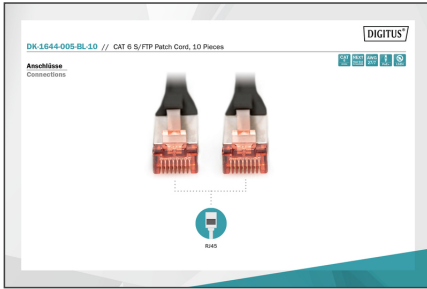 DIGITUS®
DK-1644-005-BL-10 // CAT 6 S/FTP Patch Cord, 10 Pieces
Anschlüsse
Connections
RJ45